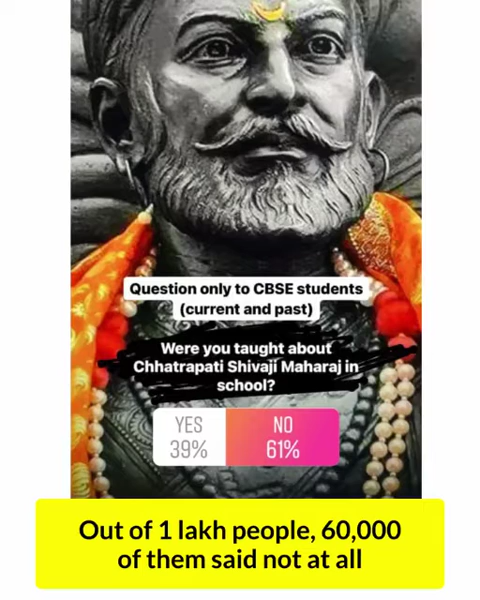 Question only to CBSE students
(current and past)
Were you taught about
Chhatrapati Shivaji Maharaj in
school?
YES NO
39% 61%
Out of 1 lakh people, 60,000
of them said not at all